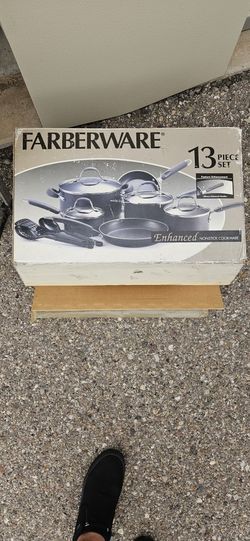 FARBERWARE®
13 PIECE
SET
Enhanced NONSTICK COOKWARE